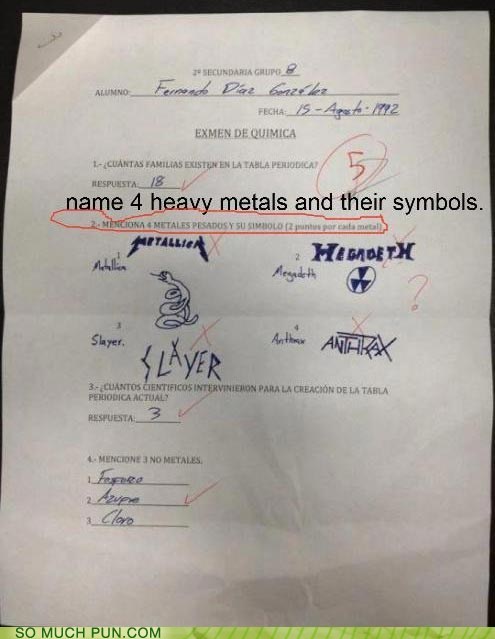 2º SECUNDARIA GRUPO B
ALUMNO: Fernando Díaz González
FECHA: 15 - Agosto - 1992
EXMEN DE QUIMICA
5
1.- ¿CUÁNTAS FAMILIAS EXISTEN EN LA TABLA PERIODICA?
RESPUESTA: 18
name 4 heavy metals and their symbols.
2.- MENCIONA 4 METALES PESADOS Y SU SIMBOLO (2 puntos por cada metal)
1 METALLICA
Metallica
2 MEGADETH
Megadeth
?
3
Slayer.
SLAYER
4
Anthrax ANTHRAX
3.- ¿CUÁNTOS CIENTIFICOS INTERVINIERON PARA LA CREACIÓN DE LA TABLA
PERIODICA ACTUAL?
RESPUESTA: 3
4.- MENCIONE 3 NO METALES.
1 Fosforo
2 Azufre
3 Cloro
SO MUCH PUN.COM